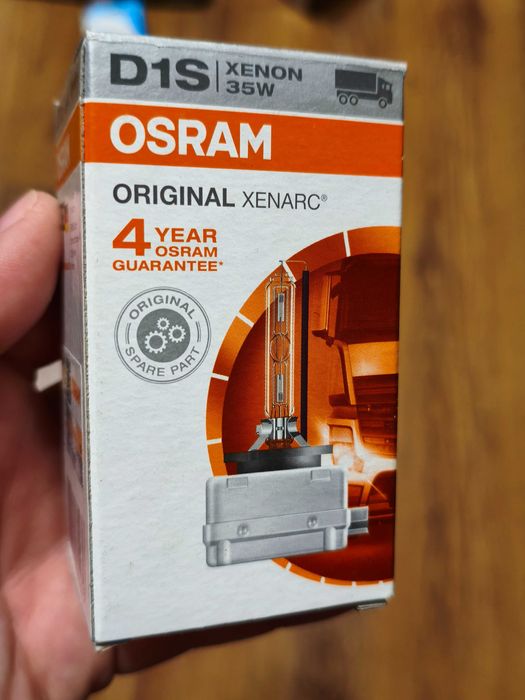 D1S XENON
35W
OSRAM
ORIGINAL XENARC®
4 YEAR
OSRAM
GUARANTEE*
ORIGINAL
SPARE PART